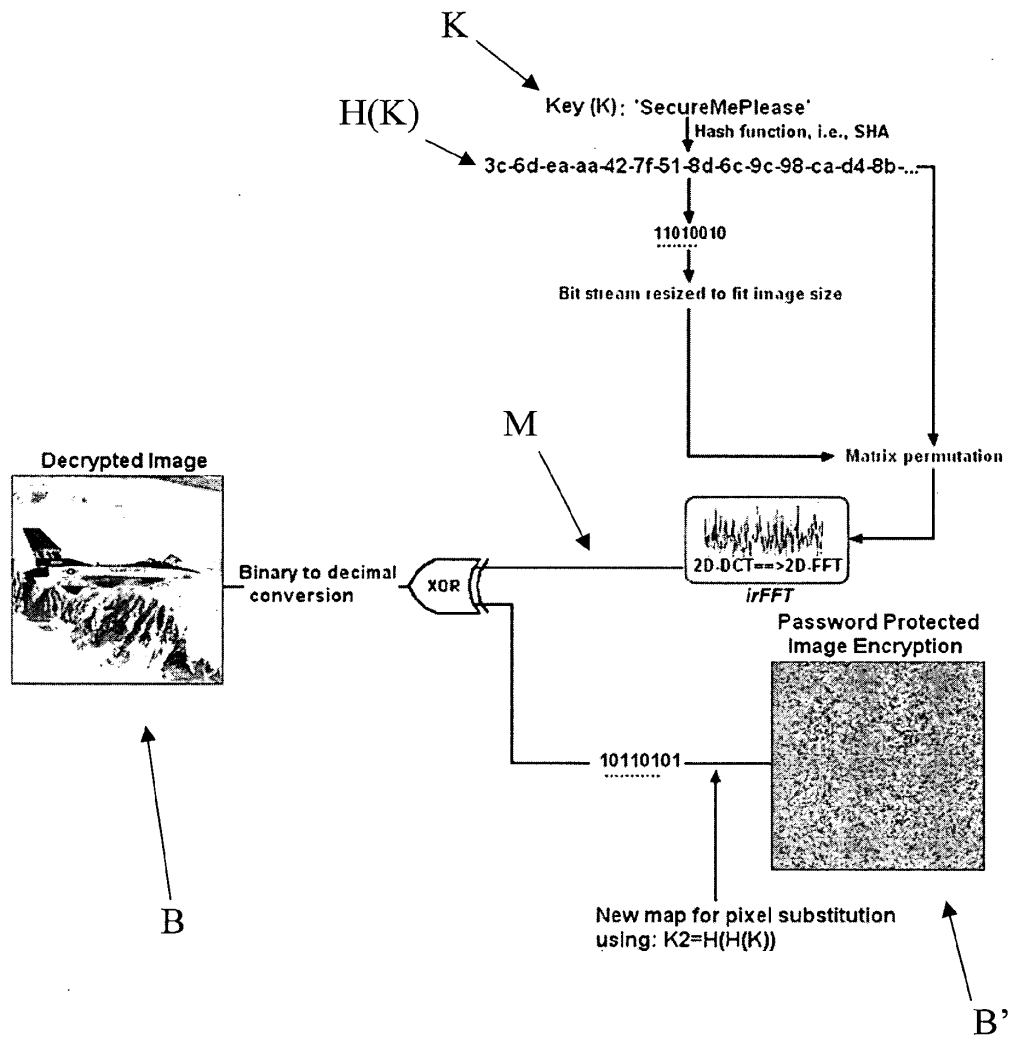 K
Key (K): 'SecureMePlease'
H(K)
Hash function, i.e., SHA
3c-6d-ea-aa-42-7f-51-8d-6c-9c-98-ca-d4-8b-...
11010010
Bit stream resized to fit image size
M
Matrix permutation
Decrypted Image
2D-DCT==>2D-FFT
irFFT
Binary to decimal
conversion
XOR
Password Protected
Image Encryption
10110101
B
New map for pixel substitution
using: K2=H(H(K))
B’